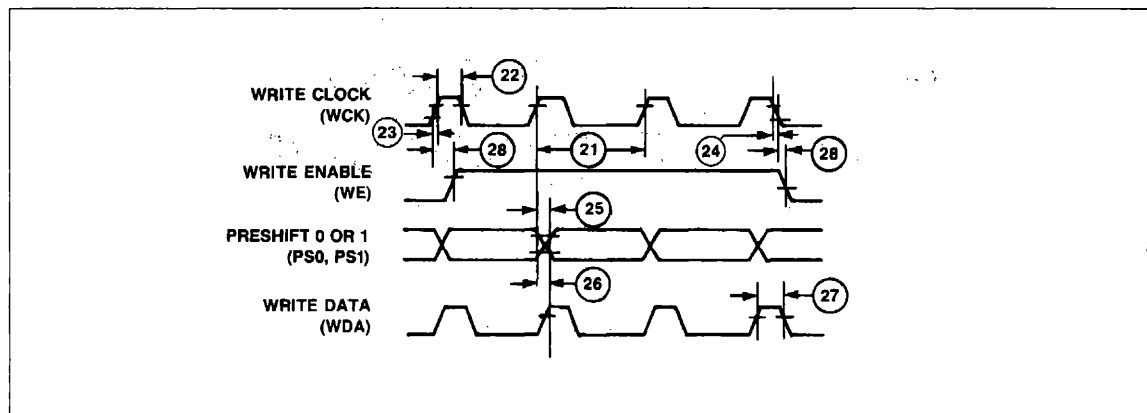 22
WRITE CLOCK
(WCK)
23
28
21
24
28
WRITE ENABLE
(WE)
25
PRESHIFT 0 OR 1
(PS0, PS1)
26
27
WRITE DATA
(WDA)